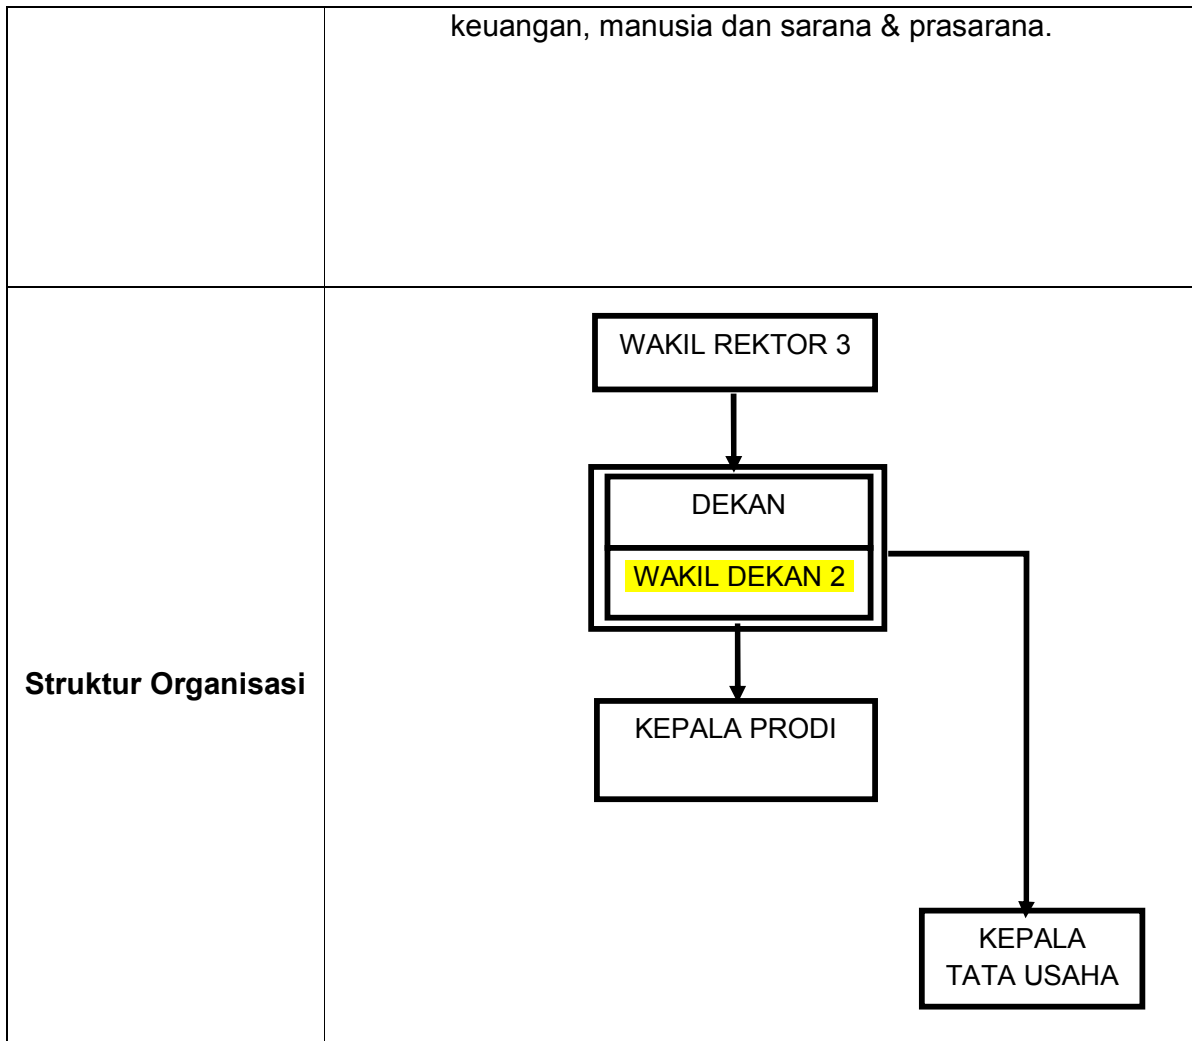 keuangan, manusia dan sarana & prasarana.
WAKIL REKTOR 3
DEKAN
WAKIL DEKAN 2
Struktur Organisasi
KEPALA PRODI
KEPALA
TATA USAHA